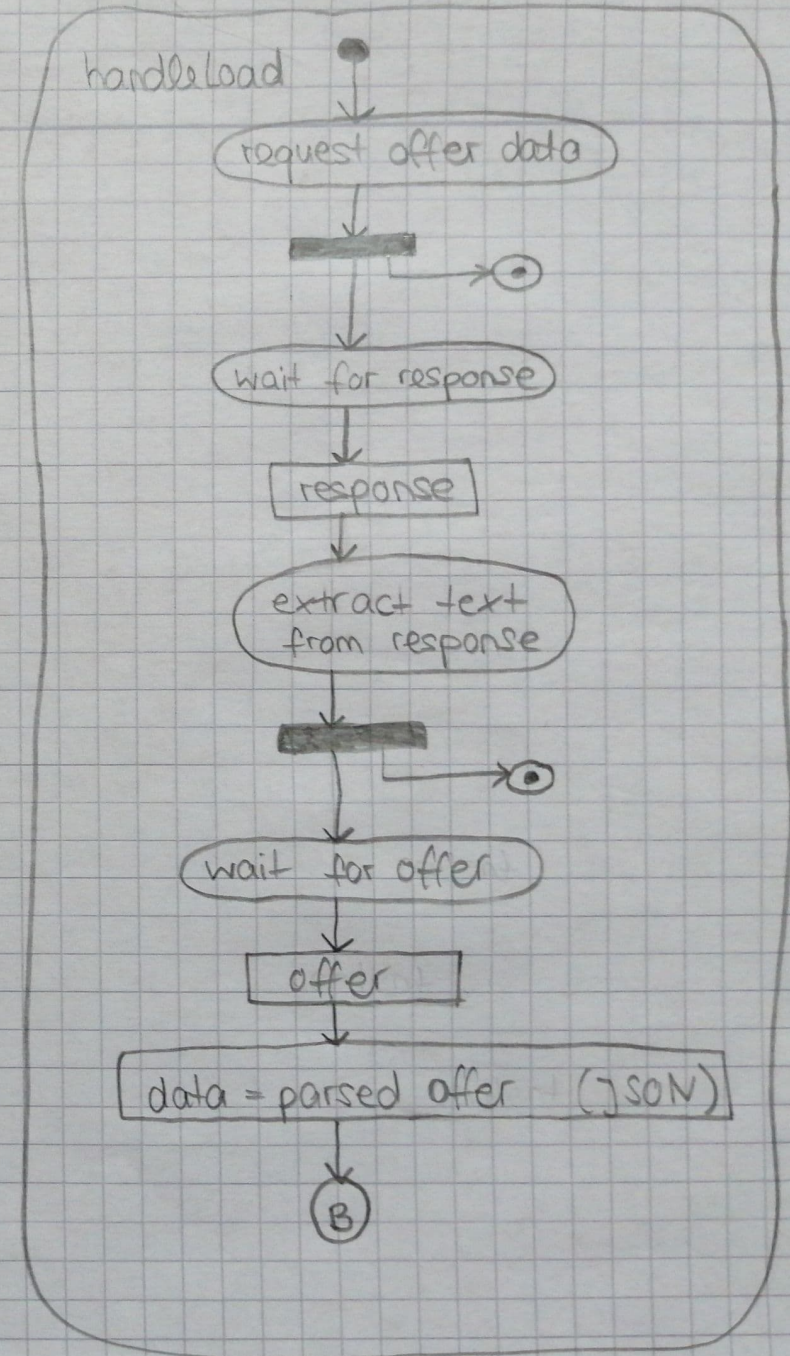 handleLoad
request offer data
wait for response
response
extract text
from response
wait for offer
offer
data = parsed offer (JSON)
B